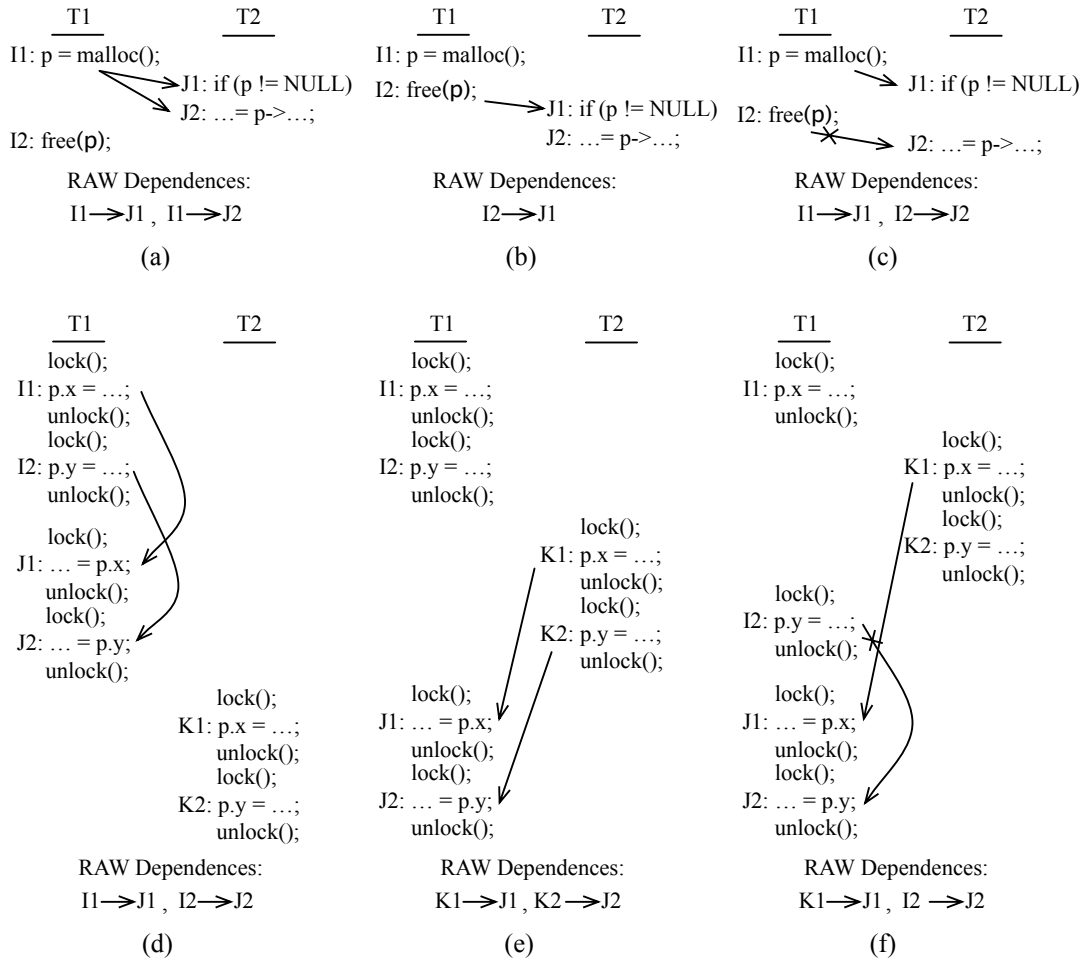 T1 T2
I1: p = malloc();
J1: if (p != NULL)
J2: …= p->…;
I2: free(p);
RAW Dependences:
I1→J1 , I1→J2
(a)
T1 T2
I1: p = malloc();
I2: free(p);
J1: if (p != NULL)
J2: …= p->…;
RAW Dependences:
I2→J1
(b)
T1 T2
I1: p = malloc();
J1: if (p != NULL)
I2: free(p);
J2: …= p->…;
RAW Dependences:
I1→J1 , I2→J2
(c)
T1 T2
lock();
I1: p.x = …;
unlock();
lock();
I2: p.y = …;
unlock();
lock();
J1: … = p.x;
unlock();
lock();
J2: … = p.y;
unlock();
lock();
K1: p.x = …;
unlock();
lock();
K2: p.y = …;
unlock();
RAW Dependences:
I1→J1 , I2→J2
(d)
T1 T2
lock();
I1: p.x = …;
unlock();
lock();
I2: p.y = …;
unlock();
lock();
K1: p.x = …;
unlock();
lock();
K2: p.y = …;
unlock();
lock();
J1: … = p.x;
unlock();
lock();
J2: … = p.y;
unlock();
RAW Dependences:
K1→J1 , K2→J2
(e)
T1 T2
lock();
I1: p.x = …;
unlock();
lock();
K1: p.x = …;
unlock();
lock();
K2: p.y = …;
unlock();
lock();
I2: p.y = …;
unlock();
lock();
J1: … = p.x;
unlock();
lock();
J2: … = p.y;
unlock();
RAW Dependences:
K1→J1 , I2 →J2
(f)